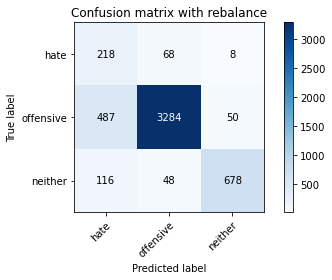 Confusion matrix with rebalance
True label
hate
offensive
neither
218 68 8
487 3284 50
116 48 678
hate
offensive
neither
Predicted label
3000
2500
2000
1500
1000
500